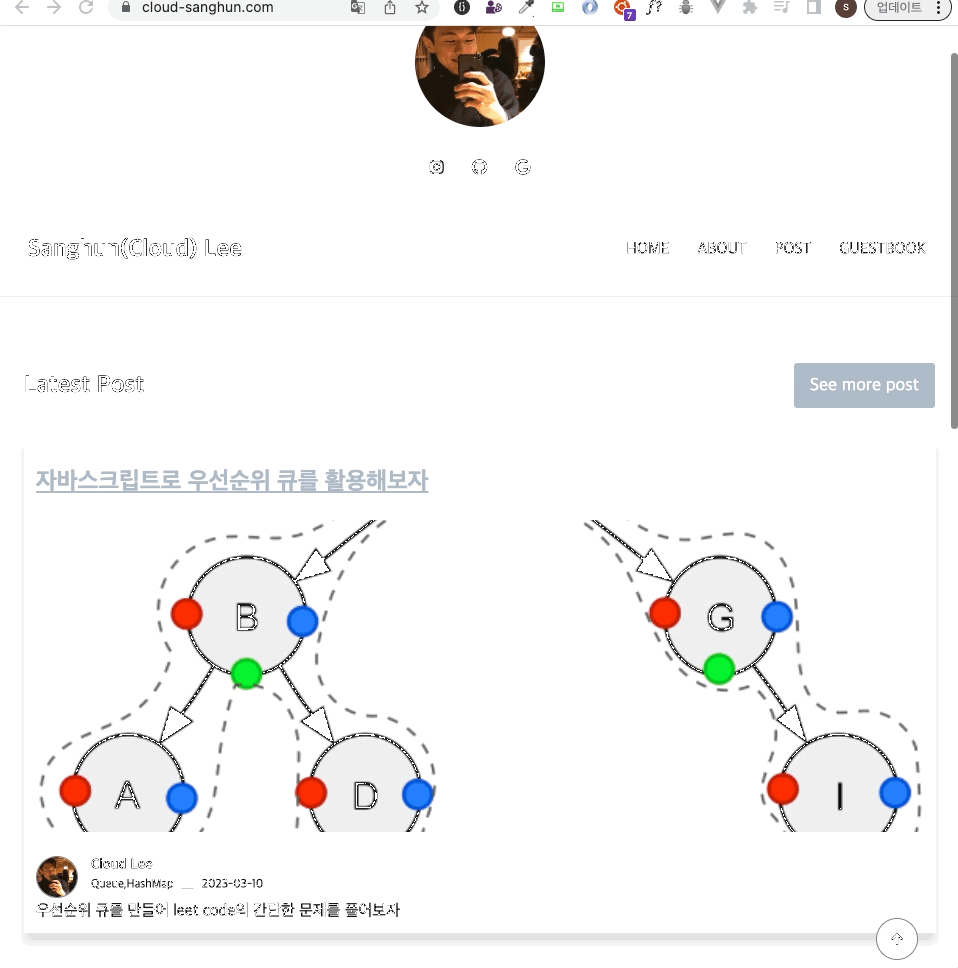 cloud-sanghun.com
7
S
업데이트
Sanghun(Cloud) Lee
HOME ABOUT POST GUESTBOOK
Latest Post
See more post
자바스크립트로 우선순위 큐를 활용해보자
B G
A D I
Cloud Lee
Queue,HashMap __ 2023-03-10
우선순위 큐를 만들어 leet code의 간단한 문제를 풀어보자